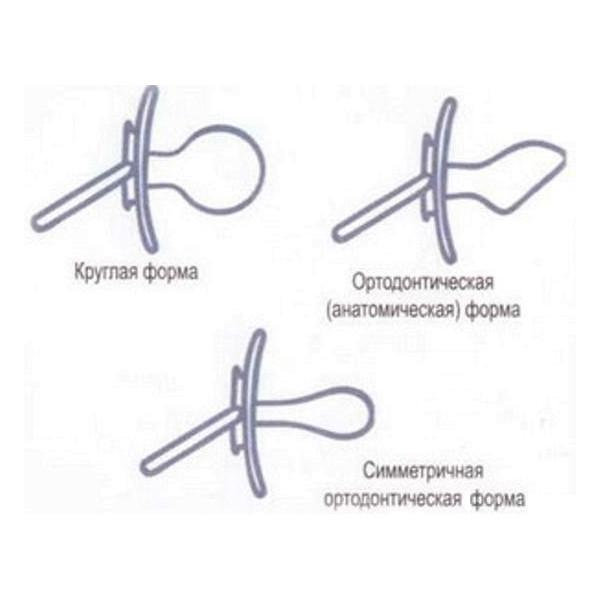 Круглая форма
Ортодонтическая
(анатомическая) форма
Симметричная
ортодонтическая форма